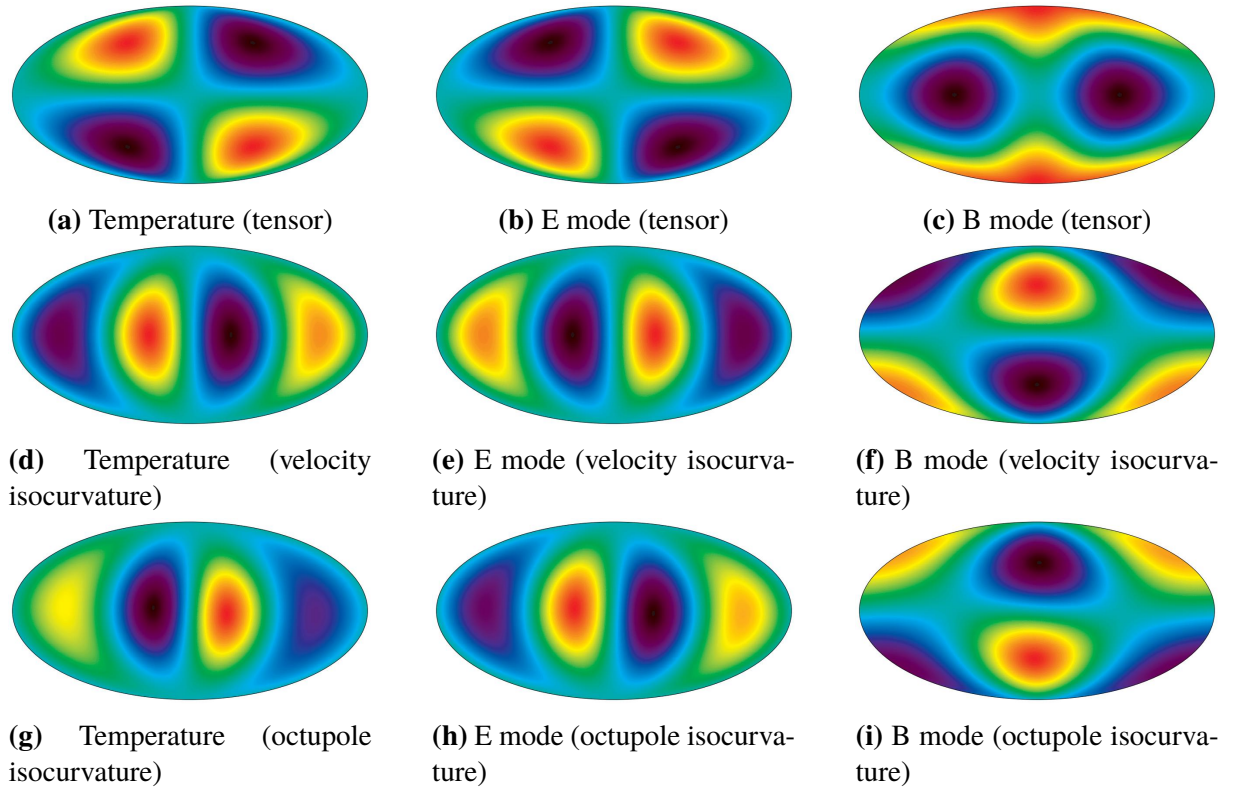 (a) Temperature (tensor)
(b) E mode (tensor)
(c) B mode (tensor)
(d) Temperature (velocity
isocurvature)
(e) E mode (velocity isocurva-
ture)
(f) B mode (velocity isocurva-
ture)
(g) Temperature (octupole
isocurvature)
(h) E mode (octupole isocurva-
ture)
(i) B mode (octupole isocurva-
ture)